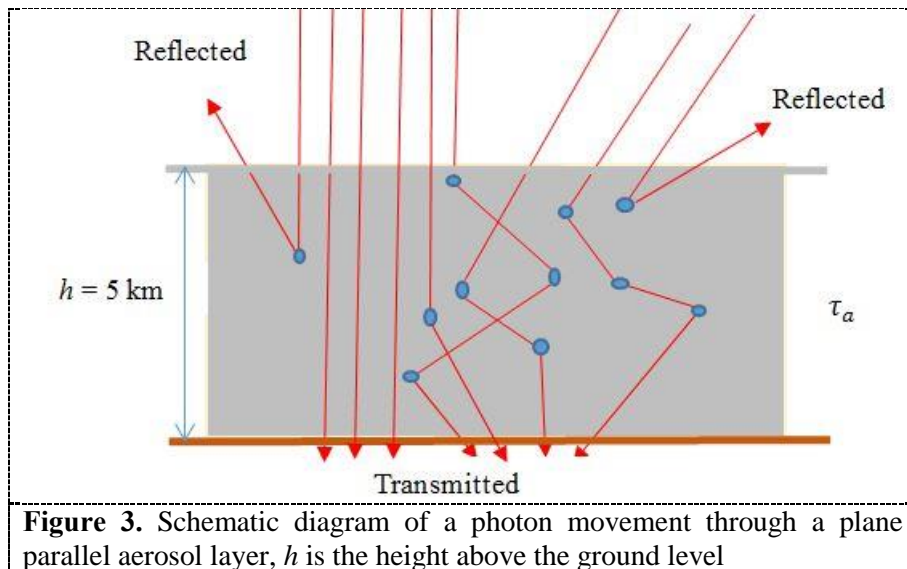 Reflected
Reflected
h = 5 km
τₐ
Transmitted
Figure 3. Schematic diagram of a photon movement through a plane
parallel aerosol layer, h is the height above the ground level